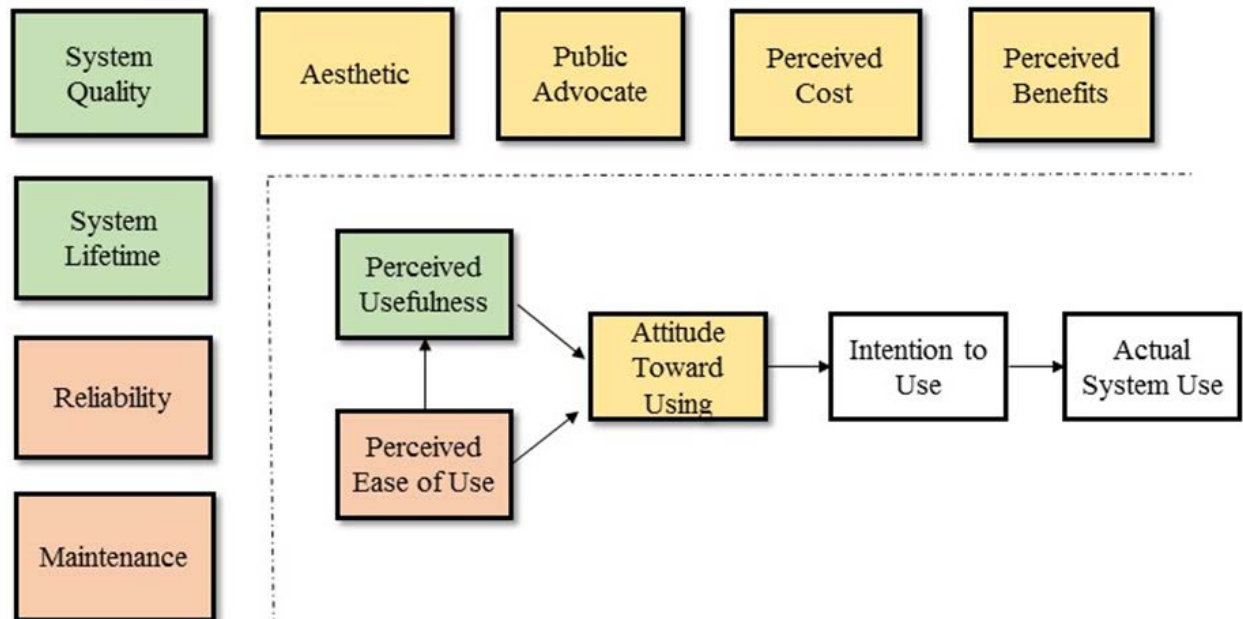 System
Quality
Aesthetic
Public
Advocate
Perceived
Cost
Perceived
Benefits
System
Lifetime
Reliability
Maintenance
Perceived
Usefulness
Perceived
Ease of Use
Attitude
Toward
Using
Intention to
Use
Actual
System Use